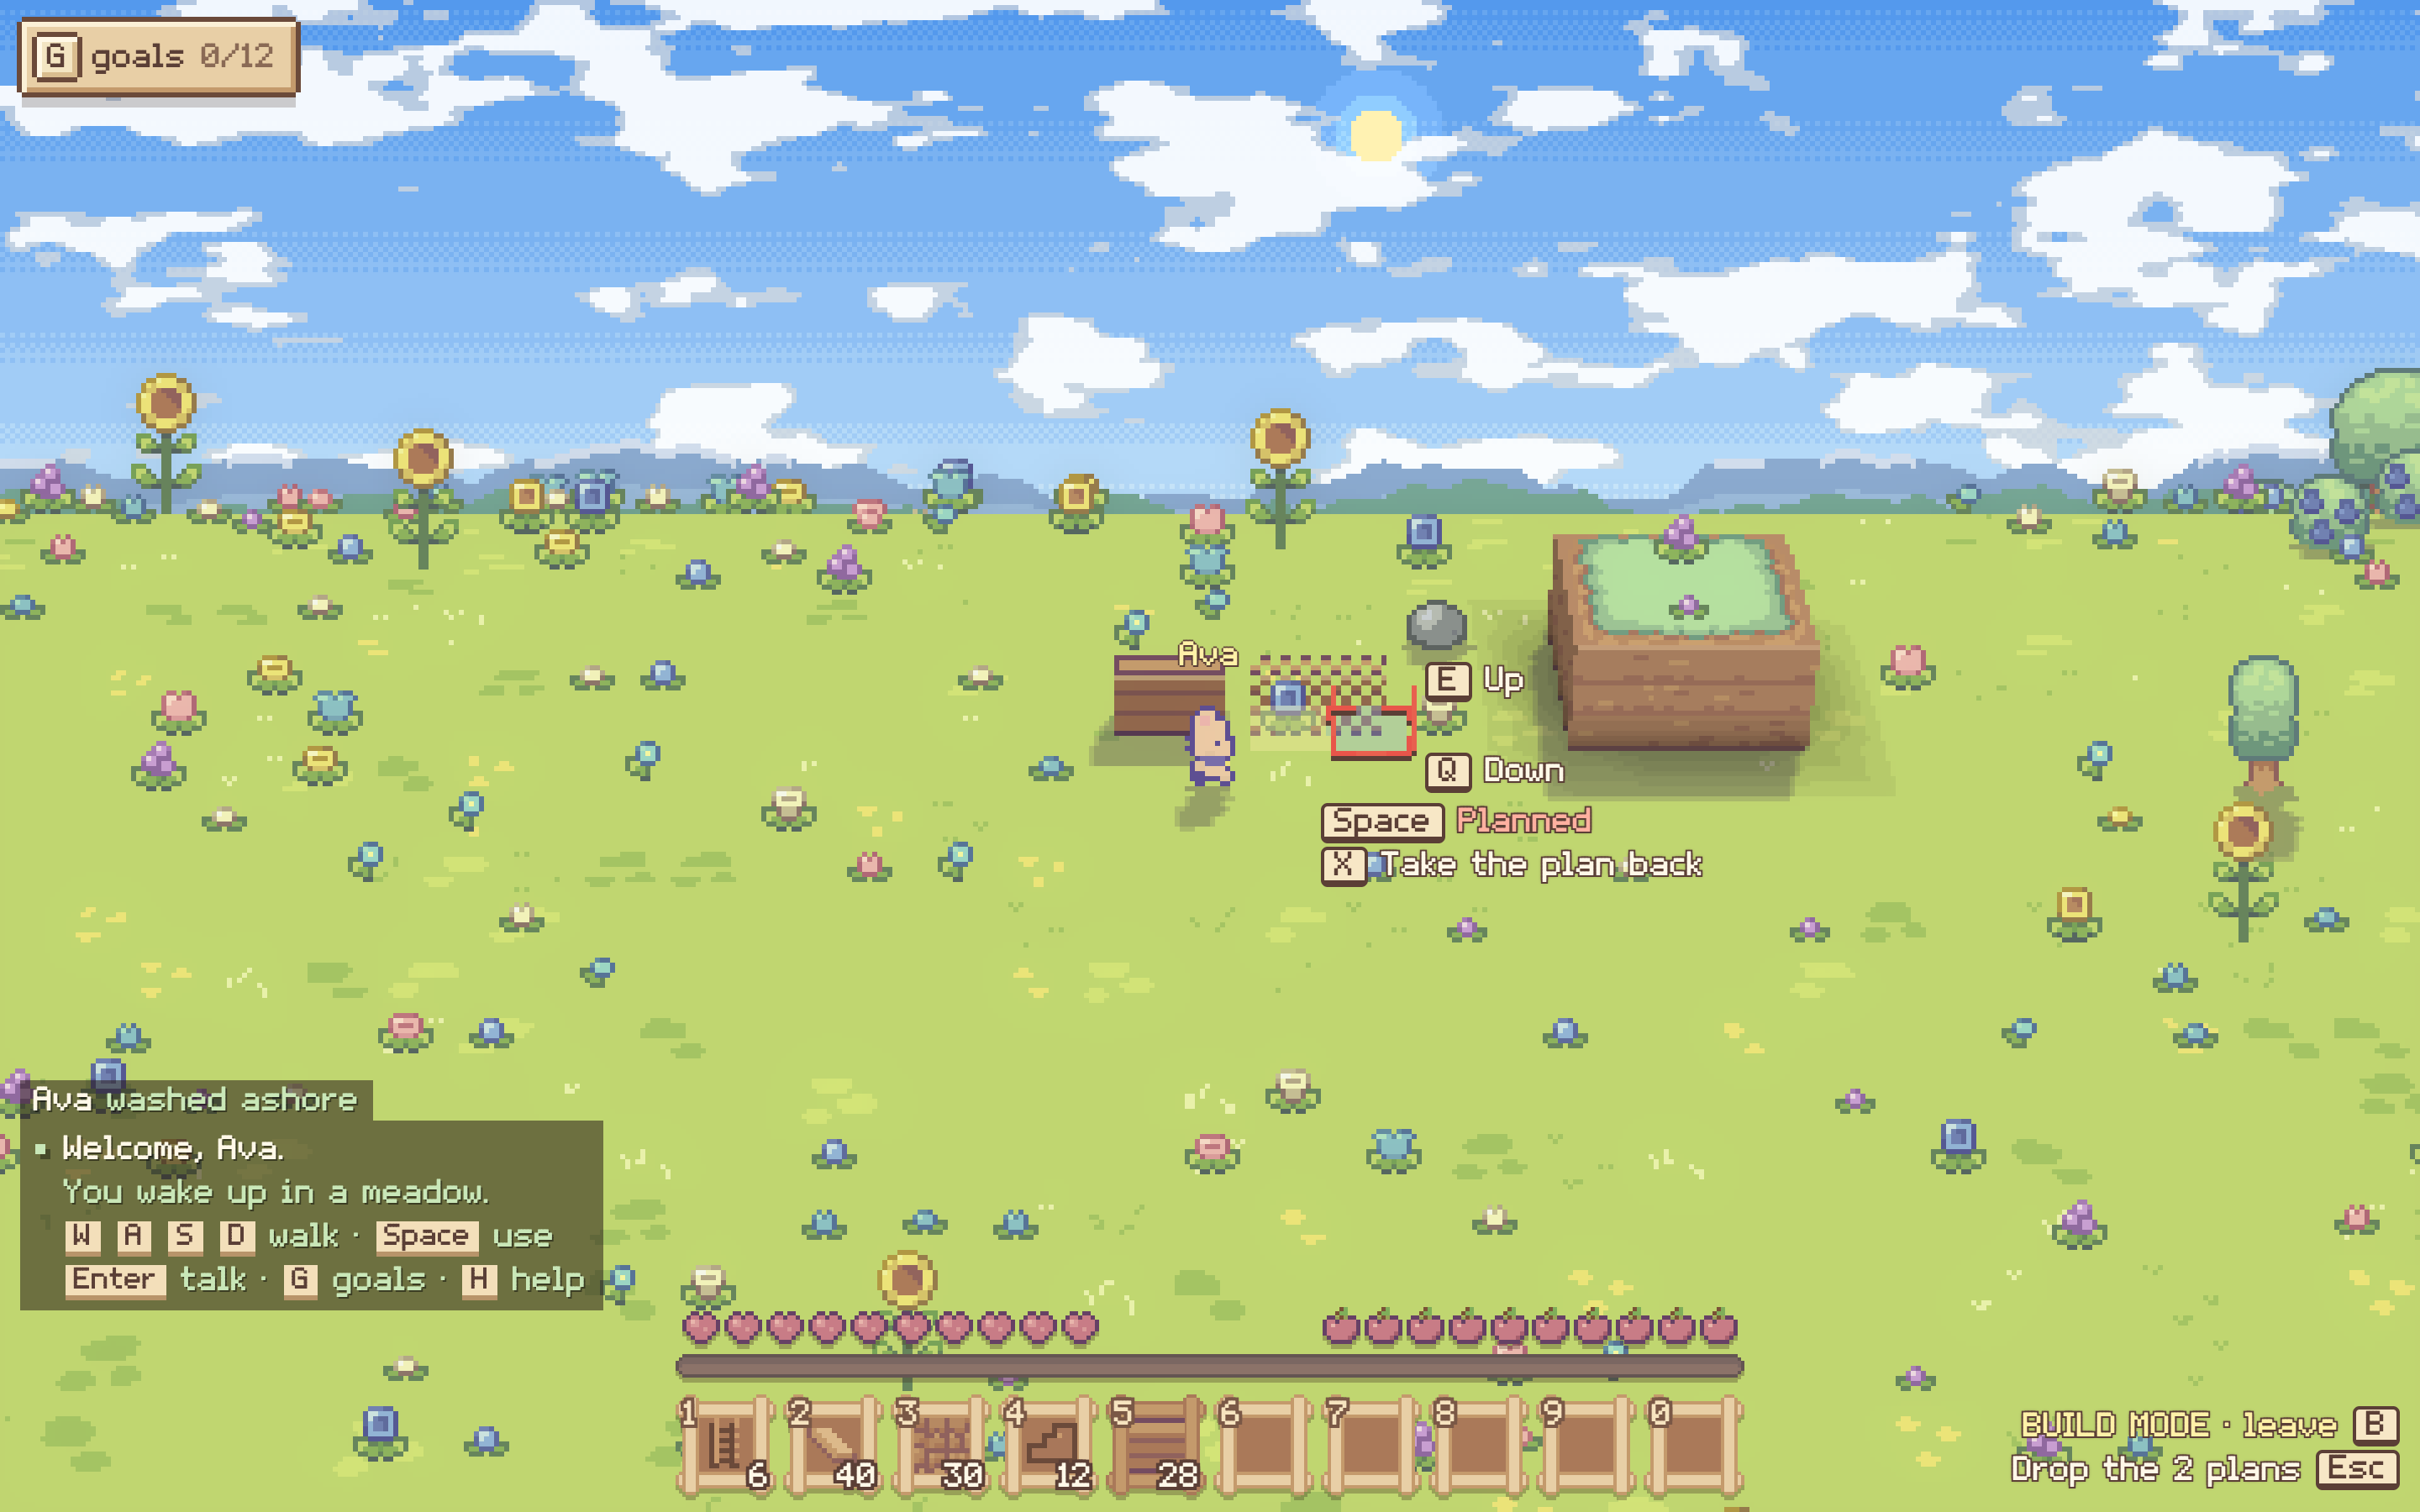 G goals 0/12
Ava
E Up
Q Down
Space Planned
X Take the plan back
Ava washed ashore
Welcome, Ava.
You wake up in a meadow.
W A S D walk · Space use
Enter talk · G goals · H help
1 2 3 4 5 6 7 8 9 0
6 40 30 12 28
BUILD MODE · leave B
Drop the 2 plans Esc